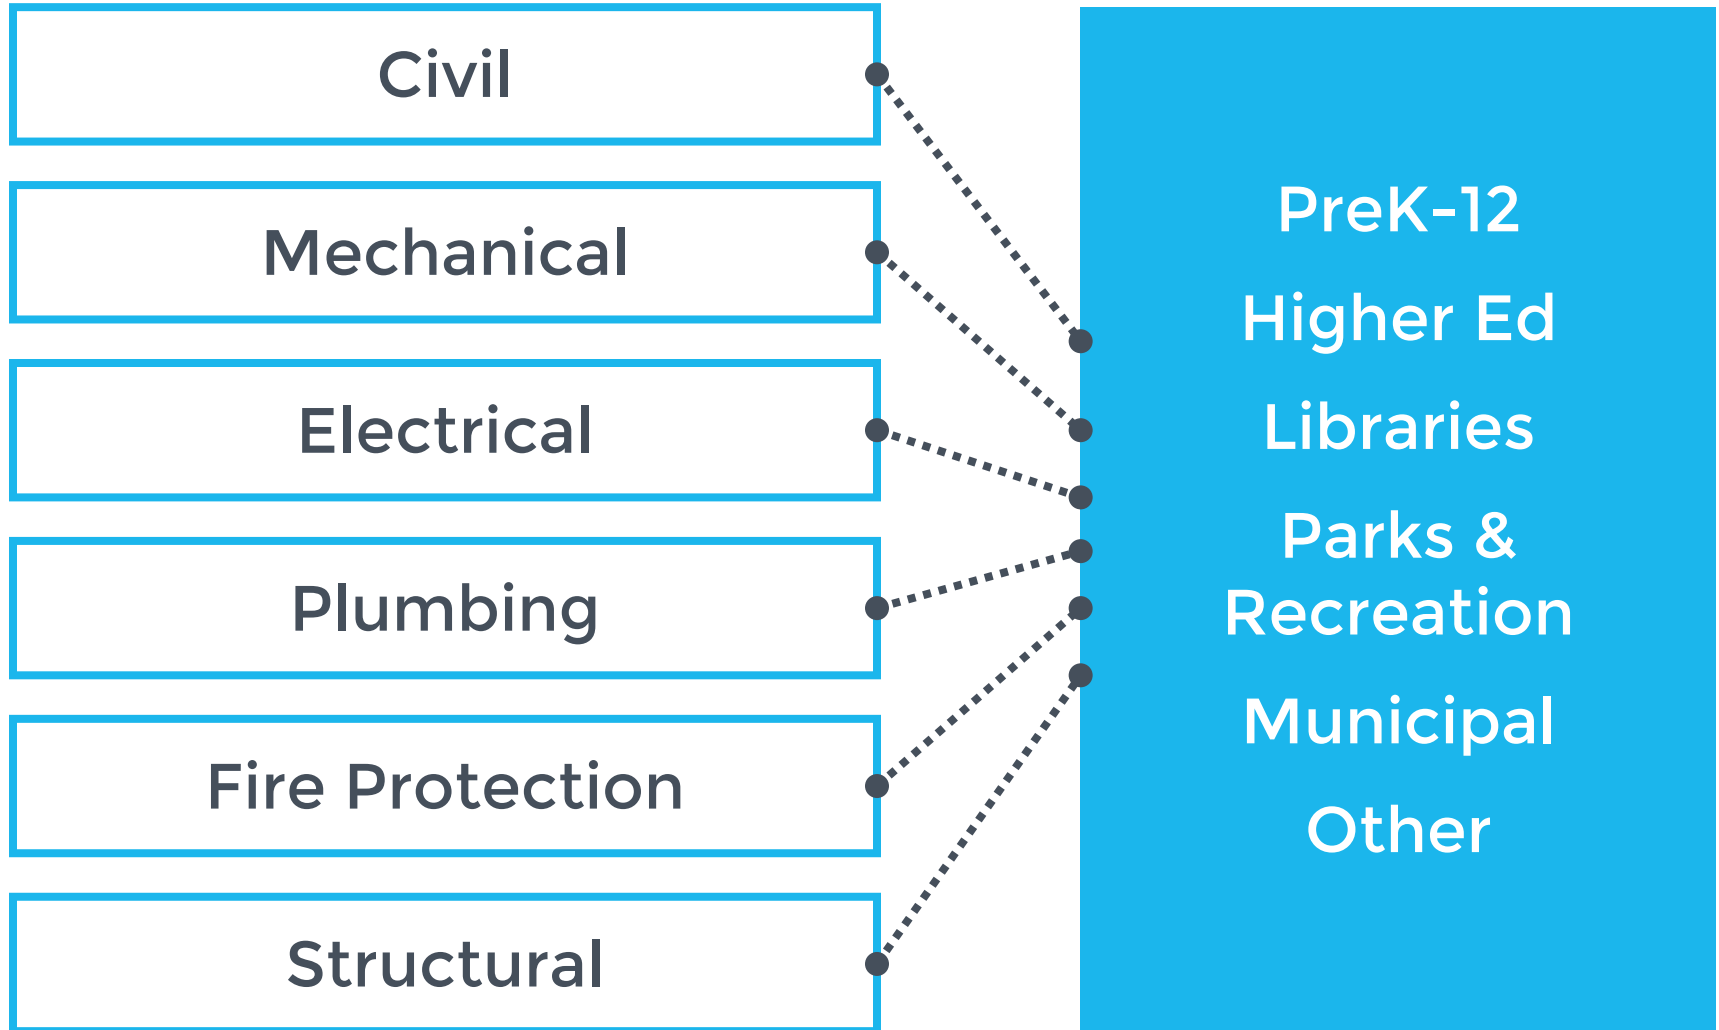 Civil
Mechanical
Electrical
Plumbing
Fire Protection
Structural
PreK-12
Higher Ed
Libraries
Parks &
Recreation
Municipal
Other